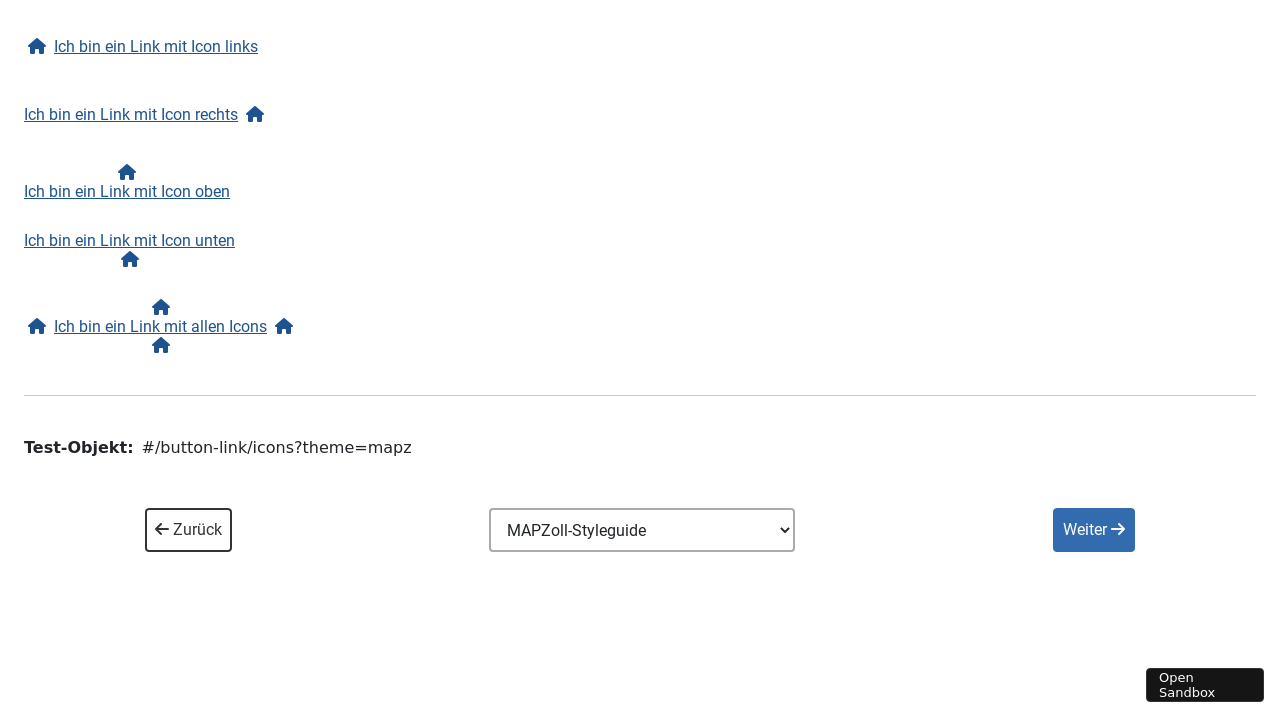 Ich bin ein Link mit Icon links
Ich bin ein Link mit Icon rechts
Ich bin ein Link mit Icon oben
Ich bin ein Link mit Icon unten
Ich bin ein Link mit allen Icons
Test-Objekt: #/button-link/icons?theme=mapz
Zurück
MAPZoll-Styleguide
Weiter
Open
Sandbox